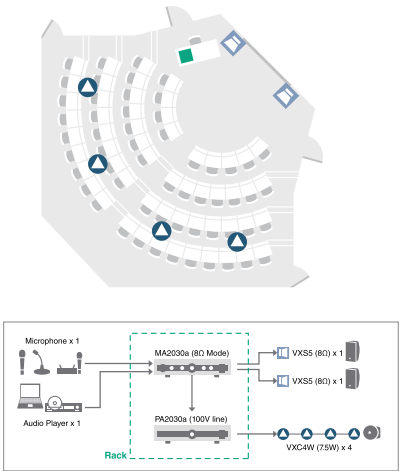 Microphone x 1
MA2030a (8Ω Mode)
VXS5 (8Ω) x 1
VXS5 (8Ω) x 1
Audio Player x 1
PA2030a (100V line)
VXC4W (7.5W) x 4
Rack